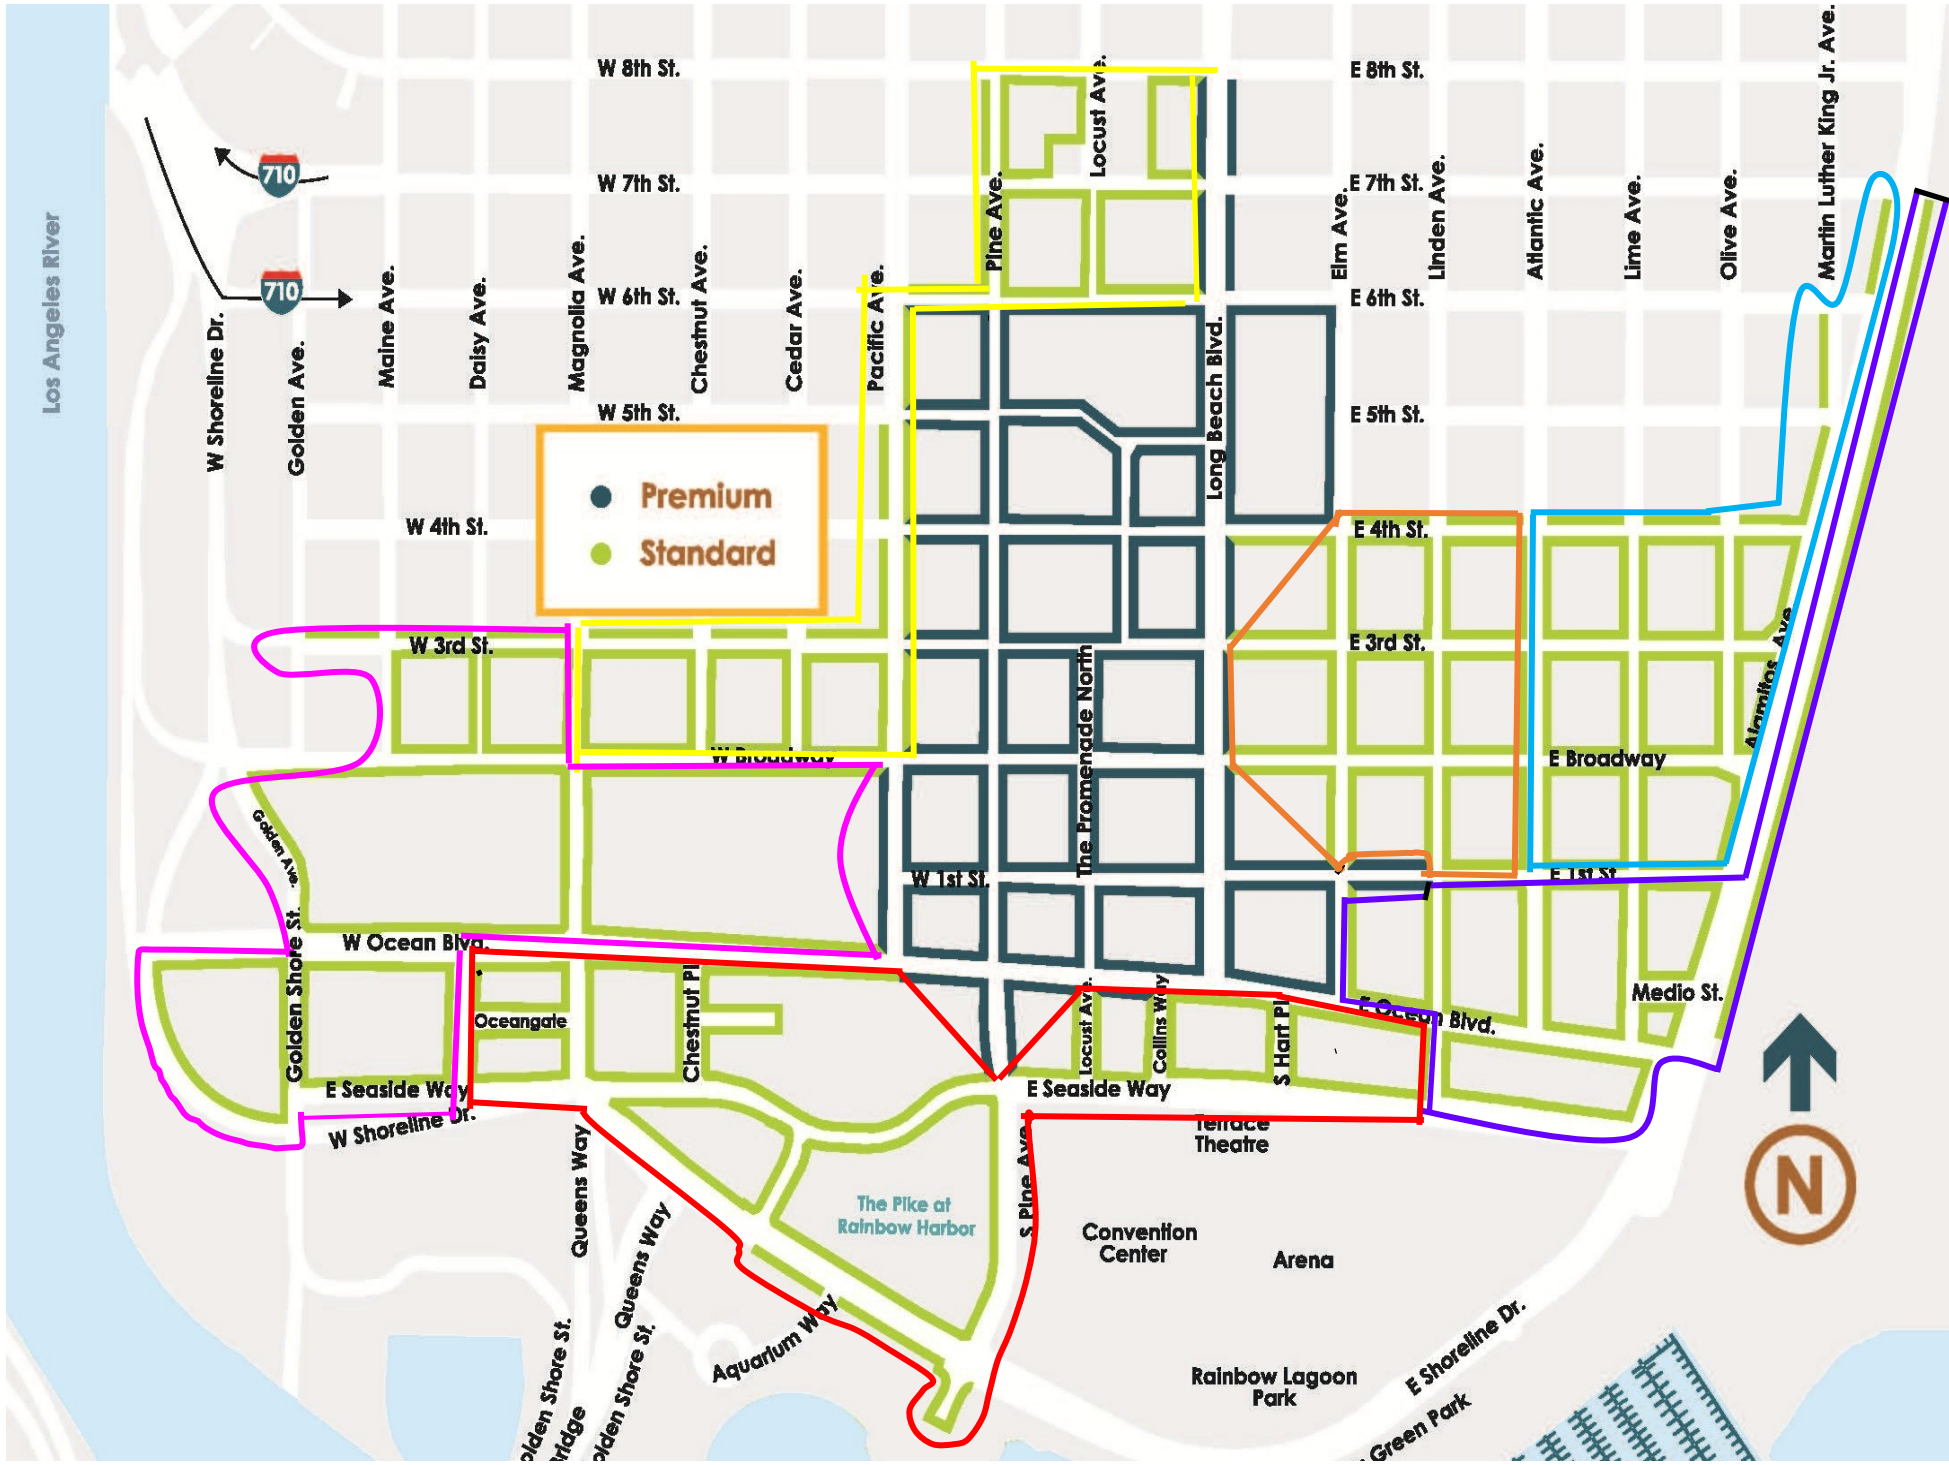 W 8th St.
E 8th St.
Locust Ave.
Martin Luther King Jr. Ave.
710
W 7th St.
E 7th St.
Pine Ave.
Elm Ave.
Linden Ave.
Atlantic Ave.
Lime Ave.
Olive Ave.
Los Angeles River
710
W 6th St.
E 6th St.
W Shoreline Dr.
Golden Ave.
Maine Ave.
Daisy Ave.
Magnolia Ave.
Chestnut Ave.
Cedar Ave.
Pacific Ave.
Long Beach Blvd.
W 5th St.
E 5th St.
Premium
Standard
W 4th St.
E 4th St.
W 3rd St.
E 3rd St.
The Promenade North
Alamitos Ave
W Broadway
E Broadway
Golden Ave.
W 1st St.
E 1st St
W Ocean Blvd.
Golden Shore St.
Chestnut Pl
Oceangate
Locust Ave.
Collins Way
S Hart Pl
E Ocean Blvd.
Medio St.
E Seaside Way
E Seaside Way
W Shoreline Dr.
Terrace
Theatre
Queens Way
Queens Way
S Pine Ave
The Pike at
Rainbow Harbor
Convention
Center
Arena
N
Aquarium Way
Golden Shore St.
Golden Shore St.
Bridge
Rainbow Lagoon
Park
E Shoreline Dr.
Green Park